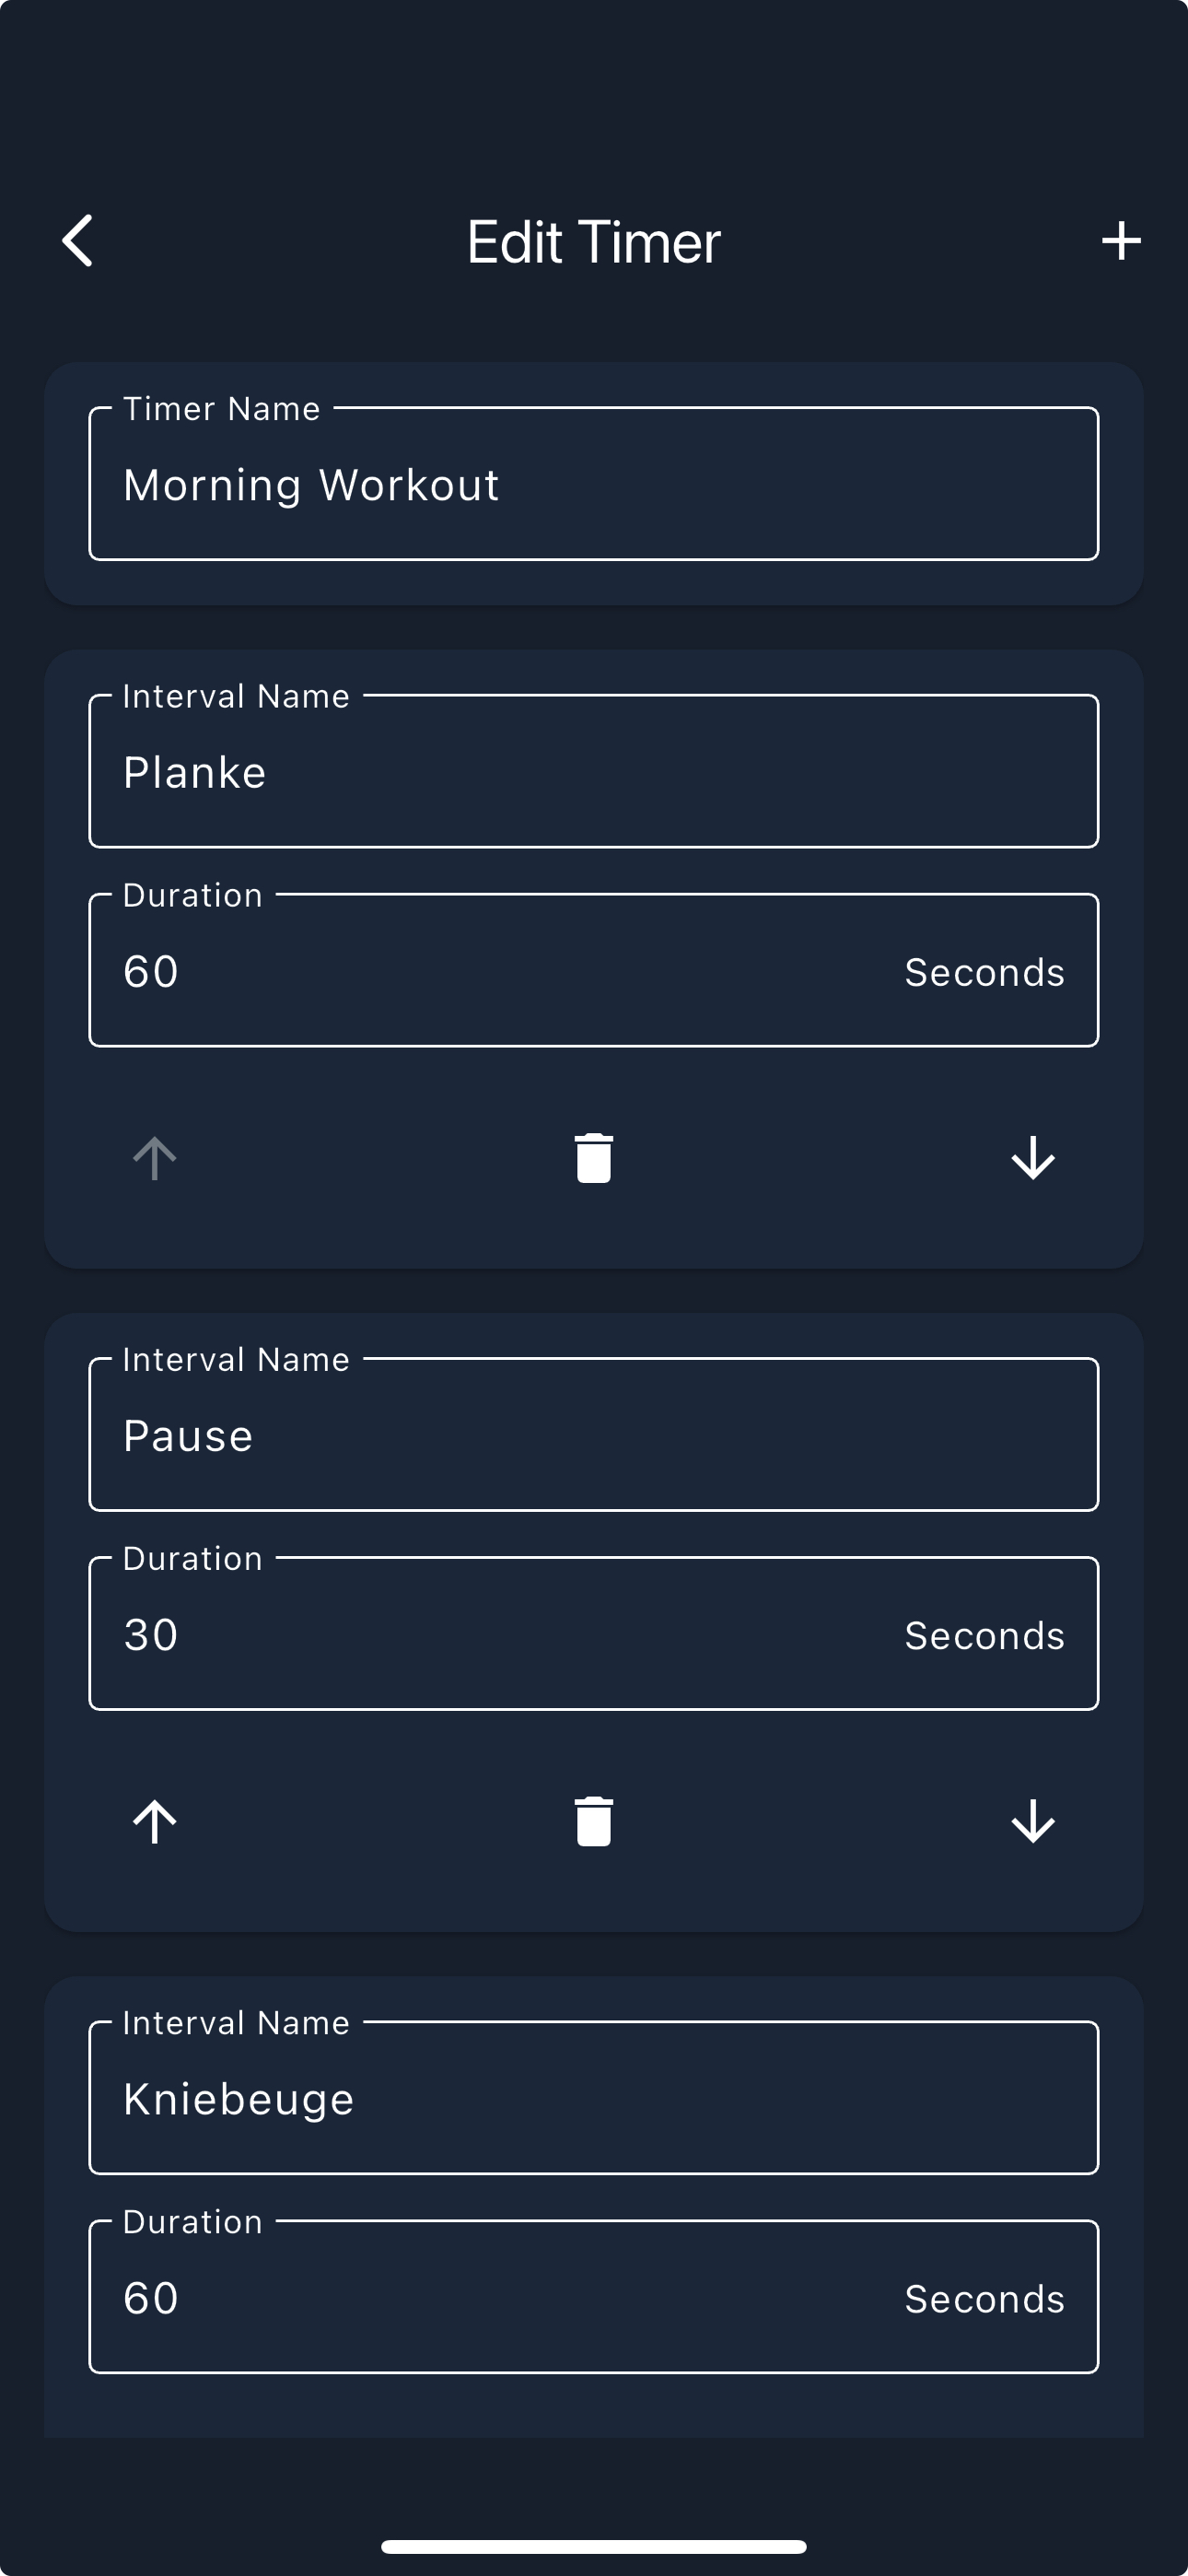 Edit Timer
Timer Name
Morning Workout
Interval Name
Planke
Duration
60 Seconds
Interval Name
Pause
Duration
30 Seconds
Interval Name
Kniebeuge
Duration
60 Seconds